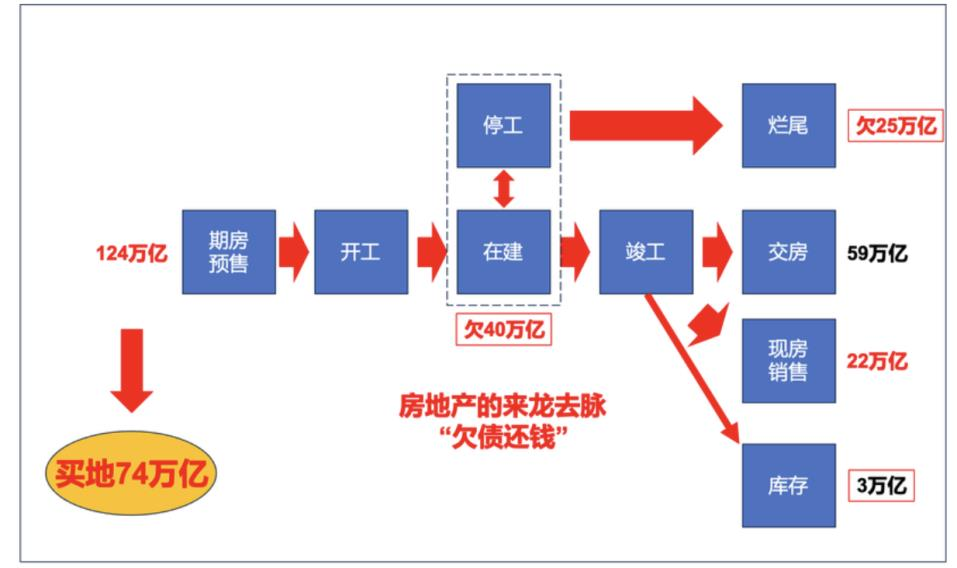 停工
烂尾
欠25万亿
124万亿
期房
预售
开工
在建
竣工
交房
59万亿
欠40万亿
现房
销售
22万亿
房地产的来龙去脉
“欠债还钱”
买地74万亿
库存
3万亿